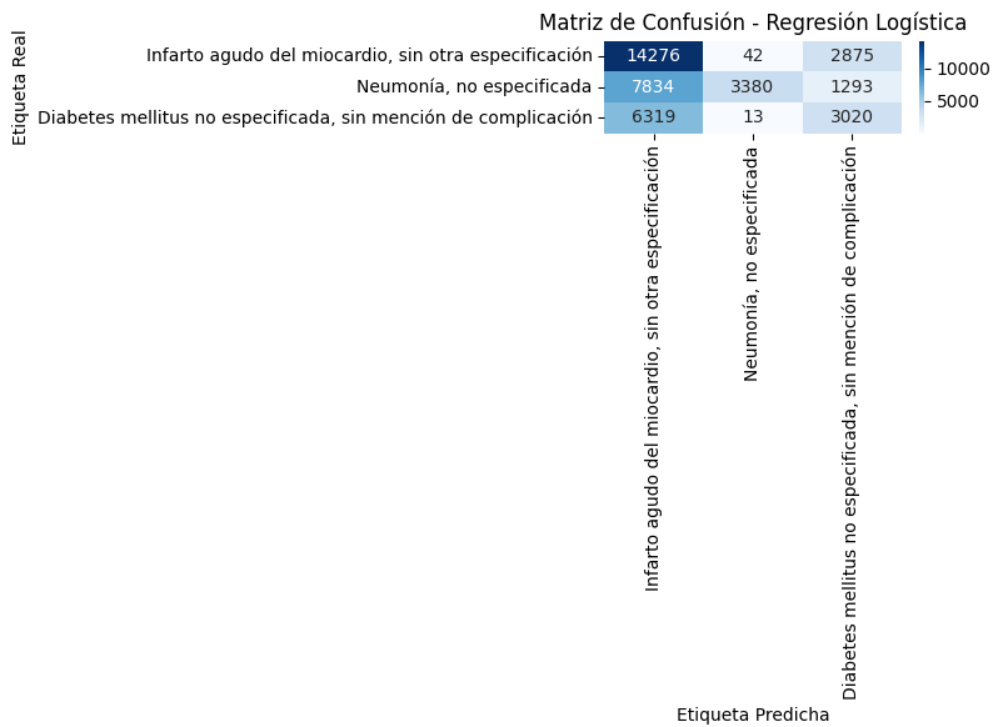 Matriz de Confusión - Regresión Logística
Etiqueta Real
Infarto agudo del miocardio, sin otra especificación
14276 42 2875
Neumonía, no especificada
7834 3380 1293
Diabetes mellitus no especificada, sin mención de complicación
6319 13 3020
10000
5000
Infarto agudo del miocardio, sin otra especificación
Neumonía, no especificada
Diabetes mellitus no especificada, sin mención de complicación
Etiqueta Predicha